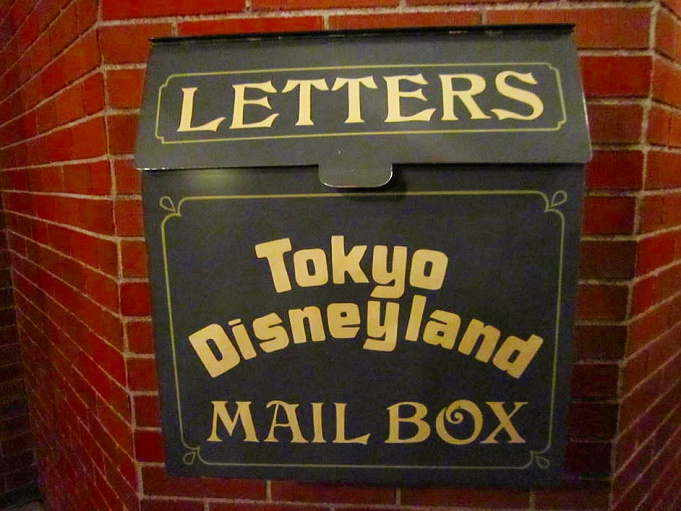 LETTERS
Tokyo
Disneyland
MAIL BOX